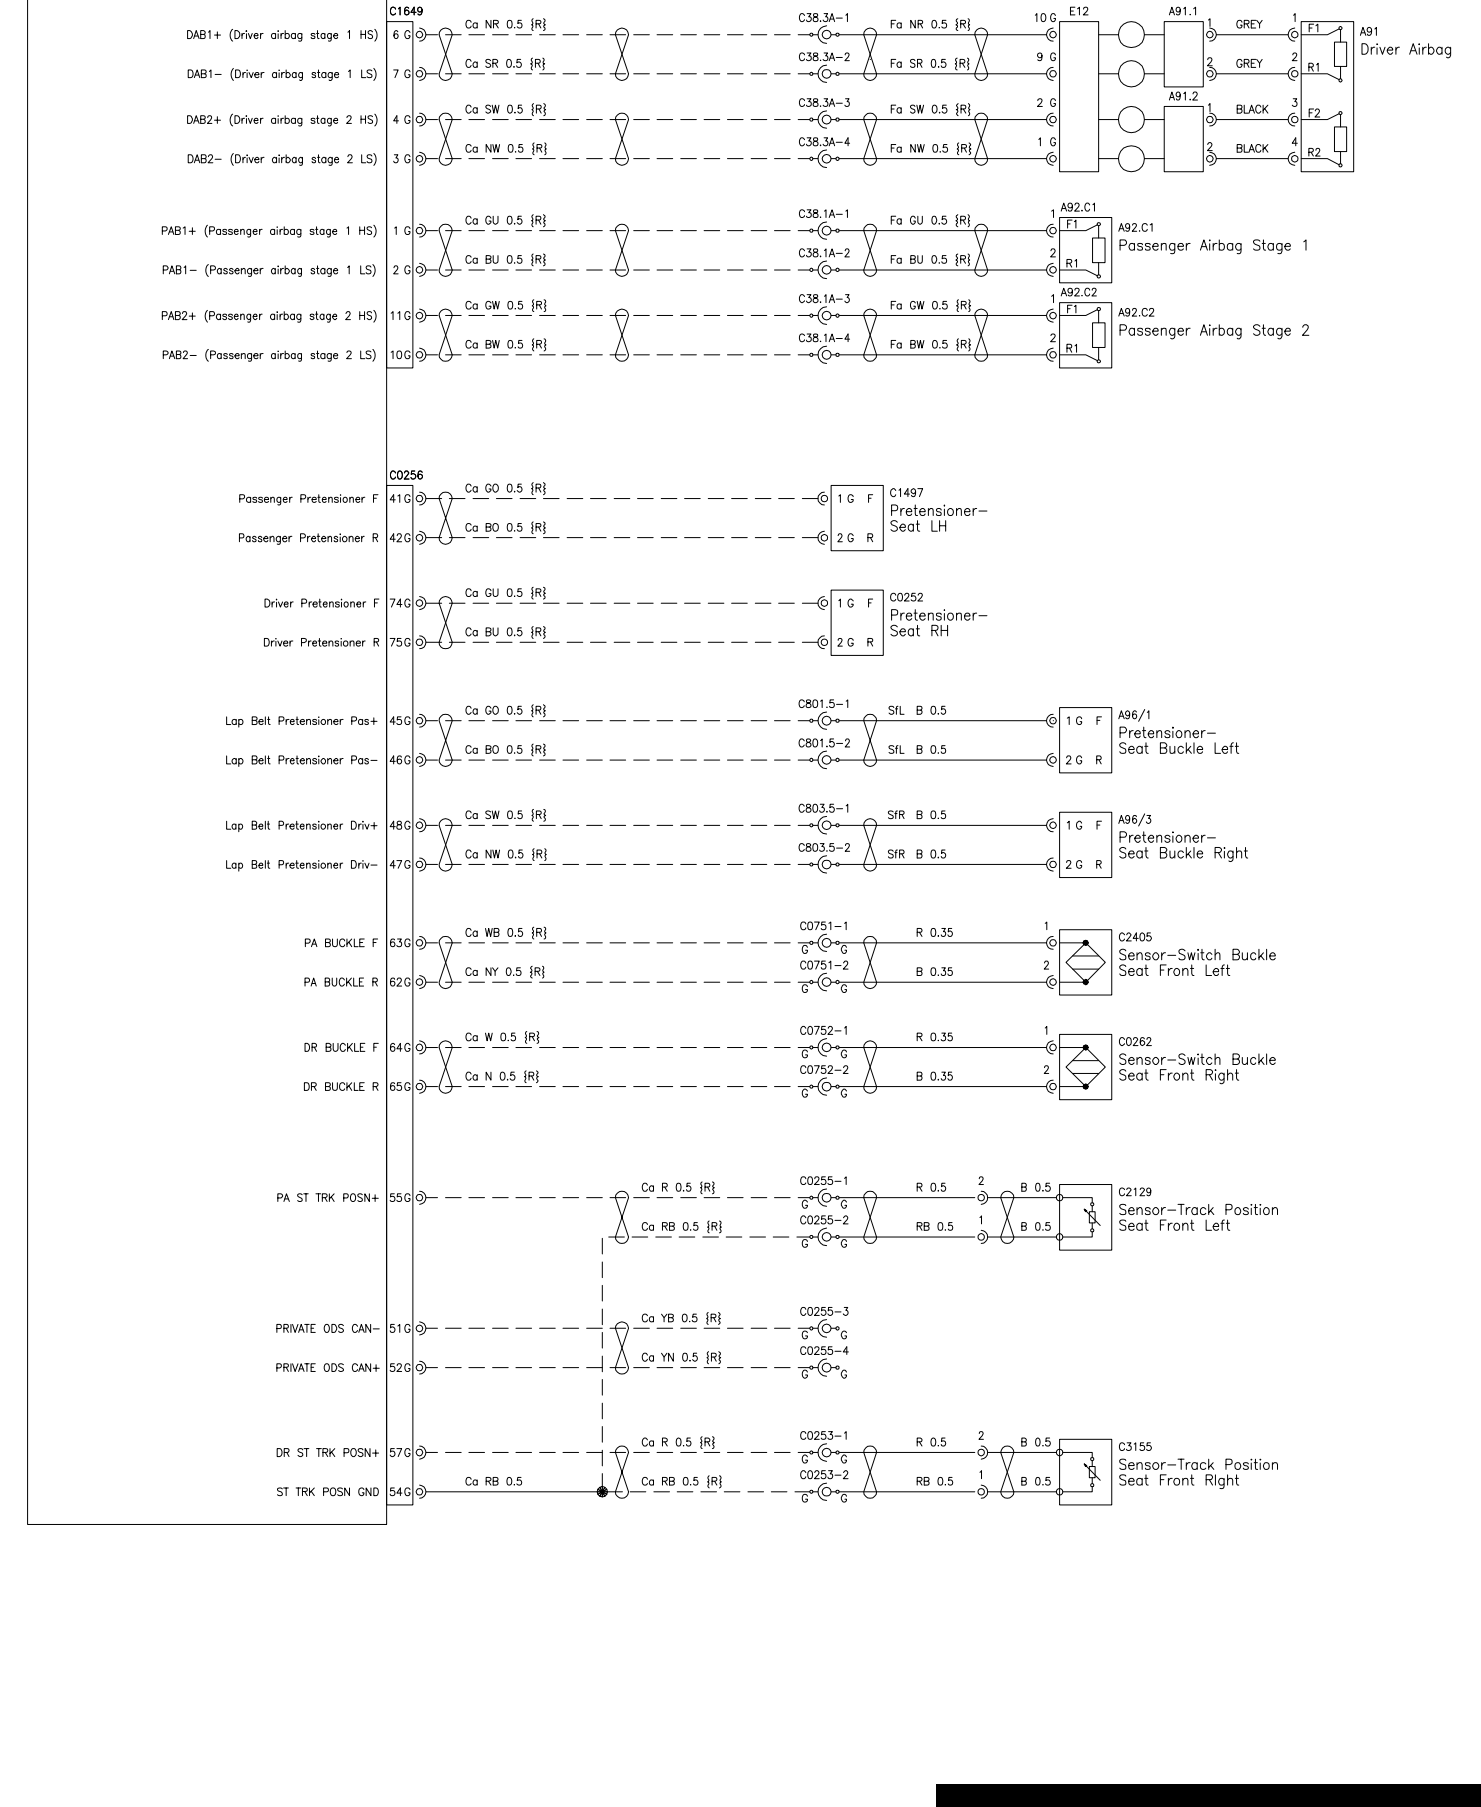 C1649
E12
A91.1
A91
Driver Airbag
DAB1+ (Driver airbag stage 1 HS) 6 G Ca NR 0.5 {R} C38.3A-1 Fa NR 0.5 {R} 10 G 1 GREY 1 F1
DAB1- (Driver airbag stage 1 LS) 7 G Ca SR 0.5 {R} C38.3A-2 Fa SR 0.5 {R} 9 G 2 GREY 2 R1
A91.2
DAB2+ (Driver airbag stage 2 HS) 4 G Ca SW 0.5 {R} C38.3A-3 Fa SW 0.5 {R} 2 G 1 BLACK 3 F2
DAB2- (Driver airbag stage 2 LS) 3 G Ca NW 0.5 {R} C38.3A-4 Fa NW 0.5 {R} 1 G 2 BLACK 4 R2
A92.C1
PAB1+ (Passenger airbag stage 1 HS) 1 G Ca GU 0.5 {R} C38.1A-1 Fa GU 0.5 {R} 1 F1 A92.C1
Passenger Airbag Stage 1
PAB1- (Passenger airbag stage 1 LS) 2 G Ca BU 0.5 {R} C38.1A-2 Fa BU 0.5 {R} 2 R1
A92.C2
PAB2+ (Passenger airbag stage 2 HS) 11G Ca GW 0.5 {R} C38.1A-3 Fa GW 0.5 {R} 1 F1 A92.C2
Passenger Airbag Stage 2
PAB2- (Passenger airbag stage 2 LS) 10G Ca BW 0.5 {R} C38.1A-4 Fa BW 0.5 {R} 2 R1
C0256
Passenger Pretensioner F 41G Ca GO 0.5 {R} 1 G F C1497
Pretensioner-
Seat LH
Passenger Pretensioner R 42G Ca BO 0.5 {R} 2 G R
Driver Pretensioner F 74G Ca GU 0.5 {R} 1 G F C0252
Pretensioner-
Seat RH
Driver Pretensioner R 75G Ca BU 0.5 {R} 2 G R
Lap Belt Pretensioner Pas+ 45G Ca GO 0.5 {R} C801.5-1 SfL B 0.5 1 G F A96/1
Pretensioner-
Seat Buckle Left
Lap Belt Pretensioner Pas- 46G Ca BO 0.5 {R} C801.5-2 SfL B 0.5 2 G R
Lap Belt Pretensioner Driv+ 48G Ca SW 0.5 {R} C803.5-1 SfR B 0.5 1 G F A96/3
Pretensioner-
Seat Buckle Right
Lap Belt Pretensioner Driv- 47G Ca NW 0.5 {R} C803.5-2 SfR B 0.5 2 G R
PA BUCKLE F 63G Ca WB 0.5 {R} C0751-1 G G R 0.35 1 C2405
Sensor-Switch Buckle
Seat Front Left
PA BUCKLE R 62G Ca NY 0.5 {R} C0751-2 G G B 0.35 2
DR BUCKLE F 64G Ca W 0.5 {R} C0752-1 G G R 0.35 1 C0262
Sensor-Switch Buckle
Seat Front Right
DR BUCKLE R 65G Ca N 0.5 {R} C0752-2 G G B 0.35 2
PA ST TRK POSN+ 55G Ca R 0.5 {R} C0255-1 G G R 0.5 2 B 0.5 C2129
Sensor-Track Position
Seat Front Left
Ca RB 0.5 {R} C0255-2 G G RB 0.5 1 B 0.5
PRIVATE ODS CAN- 51G Ca YB 0.5 {R} C0255-3 G G
PRIVATE ODS CAN+ 52G Ca YN 0.5 {R} C0255-4 G G
DR ST TRK POSN+ 57G Ca R 0.5 {R} C0253-1 G G R 0.5 2 B 0.5 C3155
Sensor-Track Position
Seat Front RIght
ST TRK POSN GND 54G Ca RB 0.5 Ca RB 0.5 {R} C0253-2 G G RB 0.5 1 B 0.5